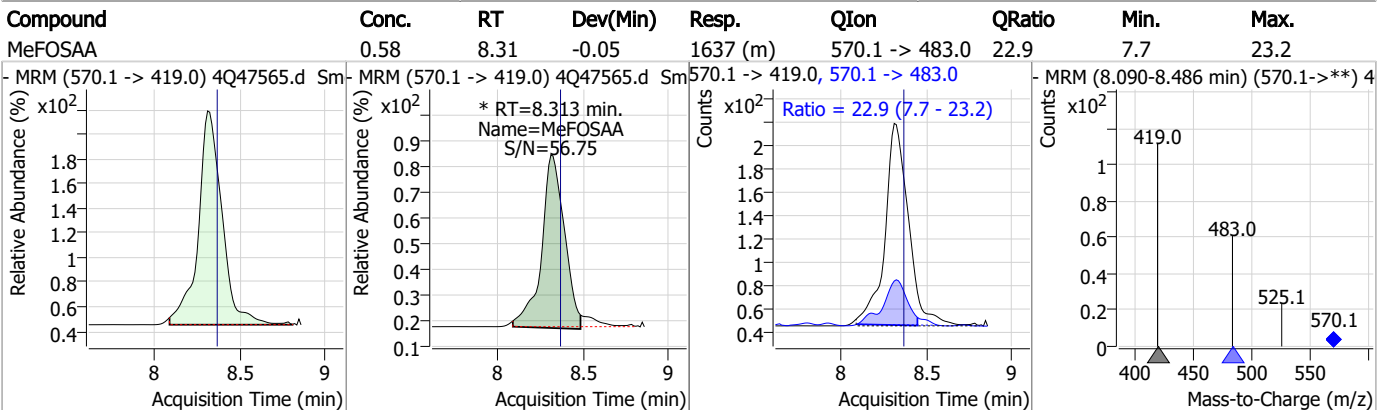 Compound Conc. RT Dev(Min) Resp. QIon QRatio Min. Max.
MeFOSAA 0.58 8.31 -0.05 1637 (m) 570.1 -> 483.0 22.9 7.7 23.2
- MRM (570.1 -> 419.0) 4Q47565.d Sm
x10²
Relative Abundance (%)
1.8
1.6
1.4
1.2
1
0.8
0.6
0.4
8 8.5 9
Acquisition Time (min)
- MRM (570.1 -> 419.0) 4Q47565.d Sm
x10²
* RT=8.313 min.
Name=MeFOSAA
S/N=56.75
Relative Abundance (%)
0.9
0.8
0.7
0.6
0.5
0.4
0.3
0.2
0.1
8 8.5 9
Acquisition Time (min)
570.1 -> 419.0, 570.1 -> 483.0
x10²
Ratio = 22.9 (7.7 - 23.2)
Counts
2
1.8
1.6
1.4
1.2
1
0.8
0.6
0.4
8 8.5 9
Acquisition Time (min)
- MRM (8.090-8.486 min) (570.1->**) 4
x10²
Counts
419.0
1
0.8
483.0
0.6
0.4
525.1
0.2
570.1
0
400 450 500 550
Mass-to-Charge (m/z)